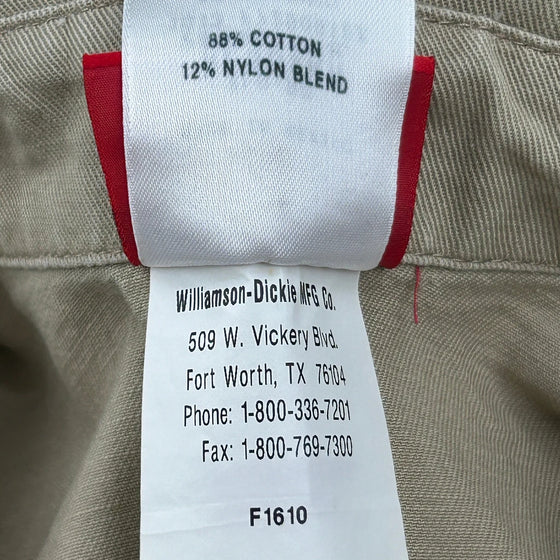 88% COTTON
12% NYLON BLEND
Williamson-Dickie MFG Co.
509 W. Vickery Blvd.
Fort Worth, TX 76104
Phone: 1-800-336-7201
Fax: 1-800-769-7300
F1610